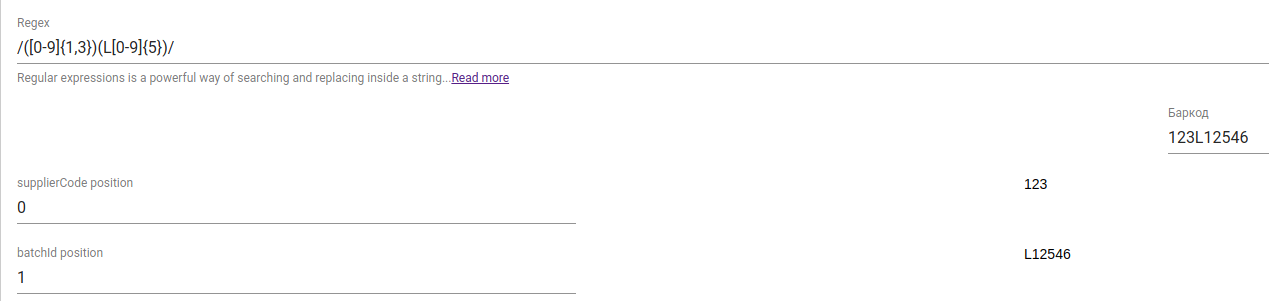 Regex
/([0-9]{1,3})(L[0-9]{5})/
Regular expressions is a powerful way of searching and replacing inside a string...Read more
Баркод
123L12546
supplierCode position
123
0
batchId position
L12546
1